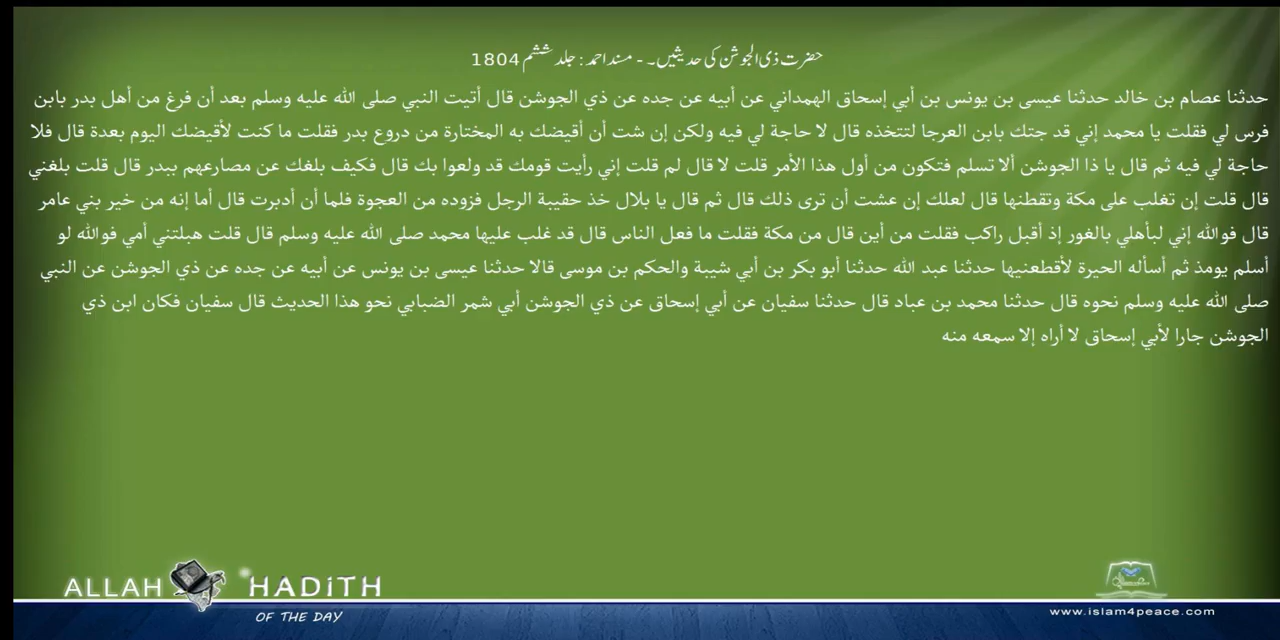 حضرت ذی الجوشن کی حدیثیں۔ - مسند احمد : جلد ششم 1804
حدثنا عصام بن خالد حدثنا عيسى بن يونس بن أبي إسحاق الهمداني عن أبيه عن جده عن ذي الجوشن قال أتيت النبي صلى الله عليه وسلم بعد أن فرغ من أهل بدر بابن
فرس لي فقلت يا محمد إني قد جتك بابن العرجا لتتخذه قال لا حاجة لي فيه ولكن إن شت أن أقيضك به المختارة من دروع بدر فقلت ما كنت لأقيضك اليوم بعدة قال فلا
حاجة لي فيه ثم قال يا ذا الجوشن ألا تسلم فتكون من أول هذا الأمر قلت لا قال لم قلت إني رأيت قومك قد ولعوا بك قال فكيف بلغك عن مصارعهم ببدر قال قلت بلغني
قال قلت إن تغلب على مكة وتقطنها قال لعلك إن عشت أن ترى ذلك قال ثم قال يا بلال خذ حقيبة الرجل فزوده من العجوة فلما أن أدبرت قال أما إنه من خير بني عامر
قال فوالله إني لبأهلي بالغور إذ أقبل راكب فقلت من أين قال من مكة فقلت ما فعل الناس قال قد غلب عليها محمد صلى الله عليه وسلم قال قلت هبلتني أمي فوالله لو
أسلم يومذ ثم أسأله الحيرة لأقطعنيها حدثنا عبد الله حدثنا أبو بكر بن أبي شيبة والحكم بن موسى قالا حدثنا عيسى بن يونس عن أبيه عن جده عن ذي الجوشن عن النبي
صلى الله عليه وسلم نحوه قال حدثنا محمد بن عباد قال حدثنا سفيان عن أبي إسحاق عن ذي الجوشن أبي شمر الضبابي نحو هذا الحديث قال سفيان فكان ابن ذي
الجوشن جارا لأبي إسحاق لا أراه إلا سمعه منه
ALLAH HADITH
OF THE DAY
www.islam4peace.com